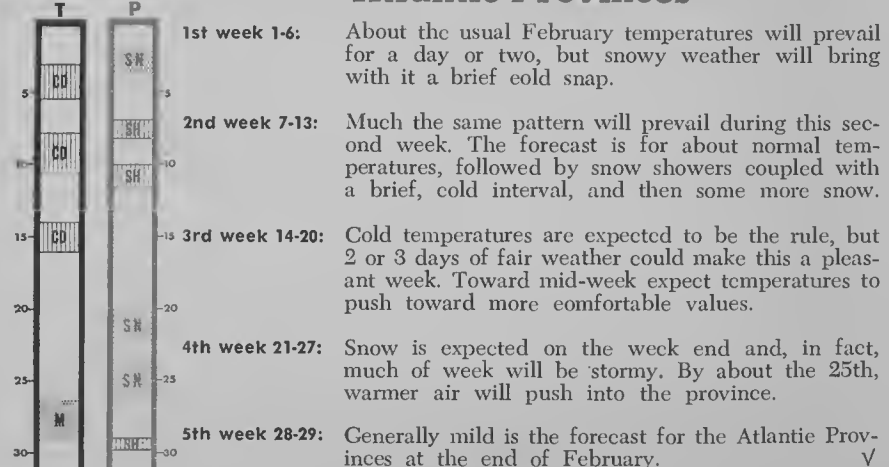 Atlantic Provinces
T P
1st week 1-6: About the usual February temperatures will prevail
for a day or two, but snowy weather will bring
with it a brief cold snap.
2nd week 7-13: Much the same pattern will prevail during this sec-
ond week. The forecast is for about normal tem-
peratures, followed by snow showers coupled with
a brief, cold interval, and then some more snow.
3rd week 14-20: Cold temperatures are expected to be the rule, but
2 or 3 days of fair weather could make this a pleas-
ant week. Toward mid-week expect temperatures to
push toward more comfortable values.
4th week 21-27: Snow is expected on the week end and, in fact,
much of week will be stormy. By about the 25th,
warmer air will push into the province.
5th week 28-29: Generally mild is the forecast for the Atlantic Prov-
inces at the end of February. √
SN
CD
5 5
SH
CD
10 10
SH
15 CD 15
20 20
SN
25 SN 25
M
SH
30 30